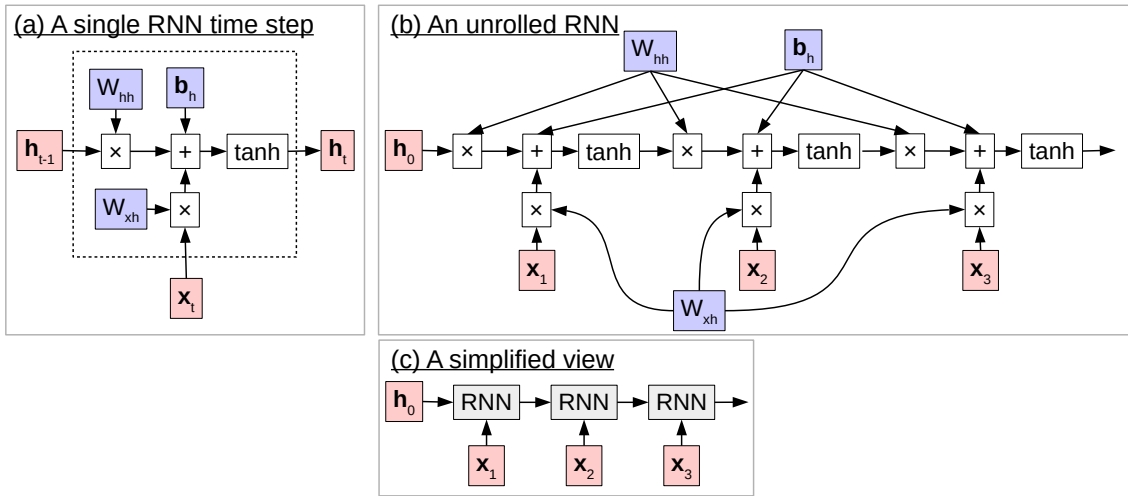 (a) A single RNN time step
W_hh b_h
h_t-1 × + tanh h_t
W_xh ×
x_t
(b) An unrolled RNN
W_hh b_h
h_0 × + tanh × + tanh × + tanh
× × ×
x_1 x_2 x_3
W_xh
(c) A simplified view
h_0 RNN RNN RNN
x_1 x_2 x_3